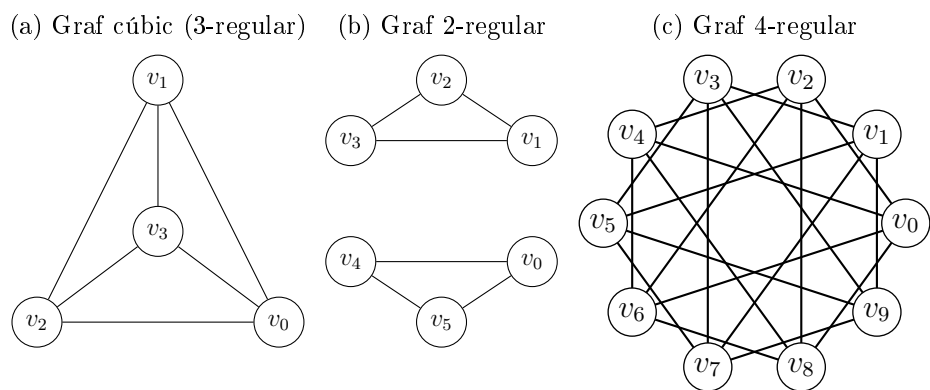 (a) Graf cúbic (3-regular)
v1
v3
v2
v0
(b) Graf 2-regular
v2
v3
v1
v4
v0
v5
(c) Graf 4-regular
v3
v2
v4
v1
v5
v0
v6
v9
v7
v8